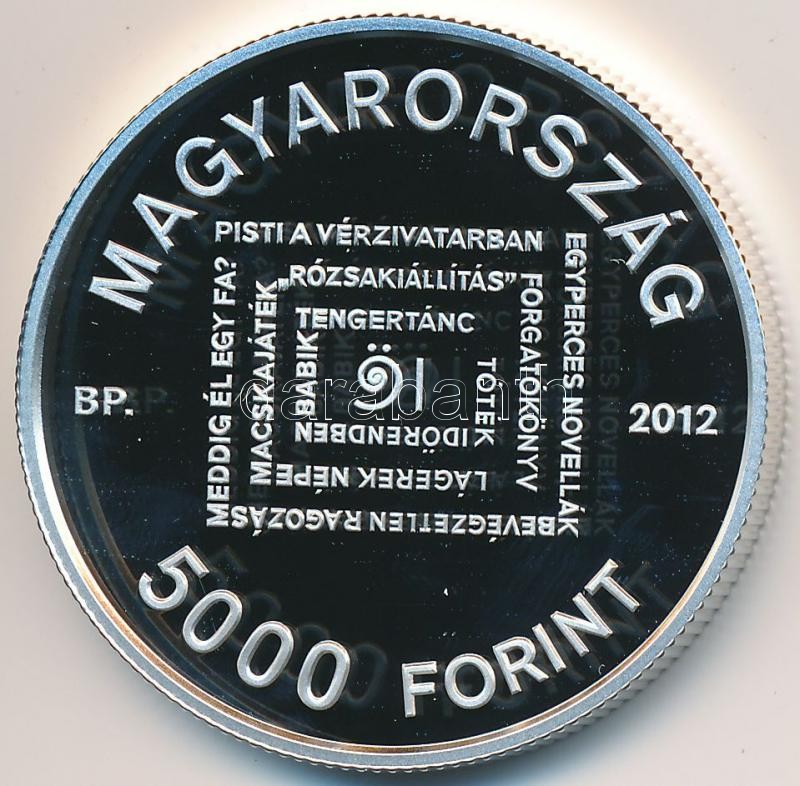 MAGYARORSZÁG
PISTI A VÉRZIVATARBAN
EGYPERCES NOVELLÁK
BEVÉGZETLEN RAGOZÁS
MEDDIG ÉL EGY FA?
„RÓZSAKIÁLLÍTÁS”
FORGATÓKÖNYV
LÁGEREK NÉPE
MACSKAJÁTÉK
TENGERTÁNC
TÓTÉK
IDŐRENDBEN
BABIK
BP.
2012
5000 FORINT
darabanth